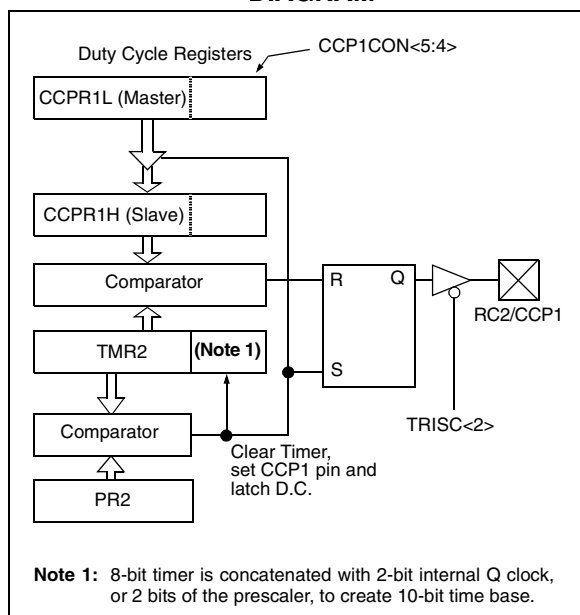 Duty Cycle Registers
CCP1CON<5:4>
CCPR1L (Master)
CCPR1H (Slave)
Comparator
R
Q
RC2/CCP1
TMR2
(Note 1)
S
TRISC<2>
Comparator
Clear Timer,
set CCP1 pin and
latch D.C.
PR2
Note 1: 8-bit timer is concatenated with 2-bit internal Q clock,
or 2 bits of the prescaler, to create 10-bit time base.